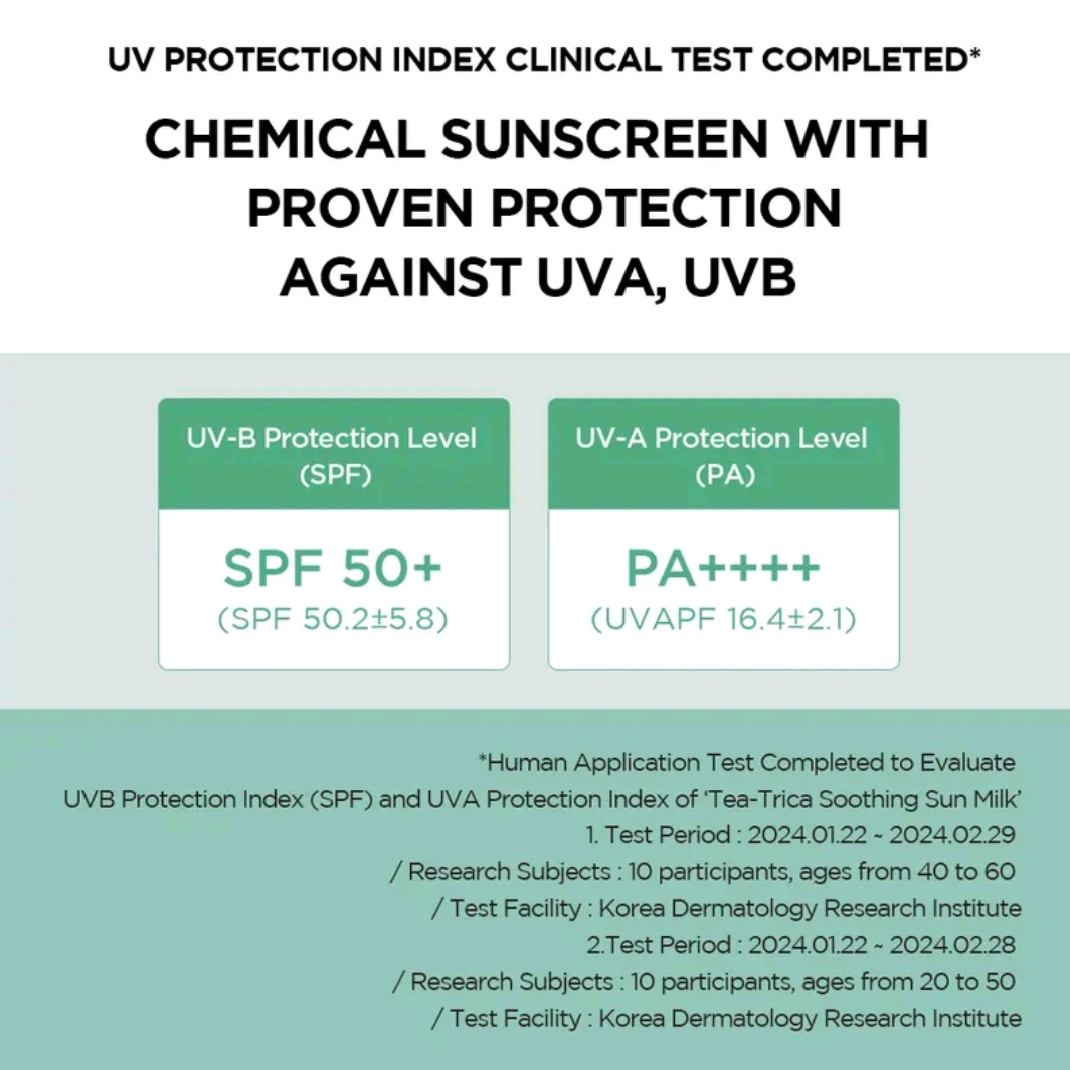 UV PROTECTION INDEX CLINICAL TEST COMPLETED*
CHEMICAL SUNSCREEN WITH
PROVEN PROTECTION
AGAINST UVA, UVB
UV-B Protection Level
(SPF)
SPF 50+
(SPF 50.2±5.8)
UV-A Protection Level
(PA)
PA++++
(UVAPF 16.4±2.1)
*Human Application Test Completed to Evaluate
UVB Protection Index (SPF) and UVA Protection Index of ‘Tea-Trica Soothing Sun Milk’
1. Test Period : 2024.01.22 ~ 2024.02.29
/ Research Subjects : 10 participants, ages from 40 to 60
/ Test Facility : Korea Dermatology Research Institute
2.Test Period : 2024.01.22 ~ 2024.02.28
/ Research Subjects : 10 participants, ages from 20 to 50
/ Test Facility : Korea Dermatology Research Institute